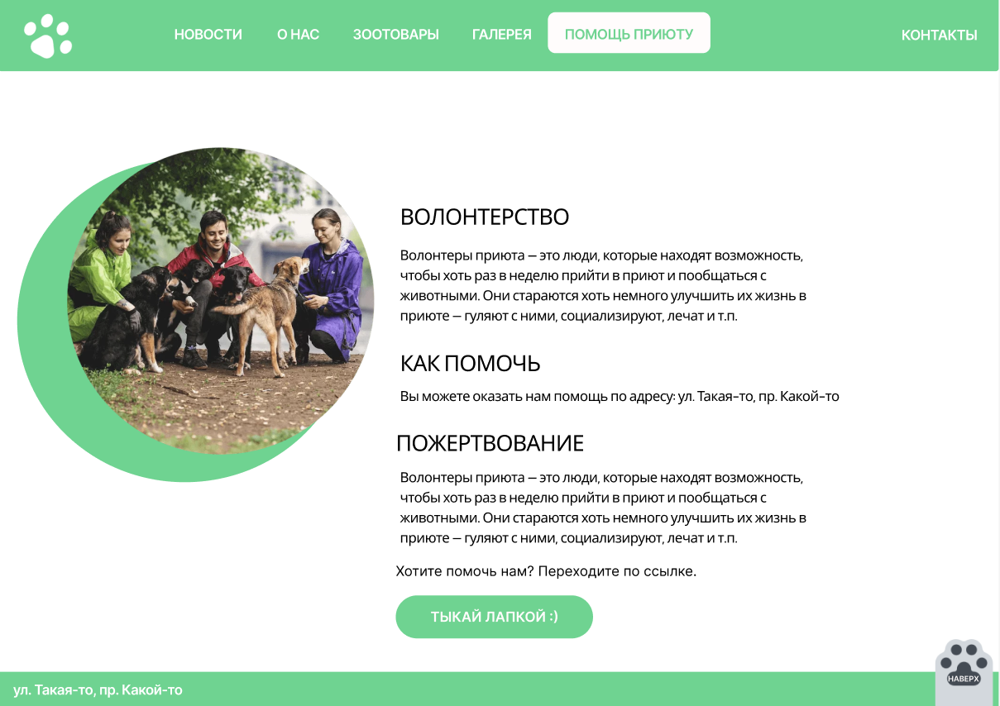 НОВОСТИ
О НАС
ЗООТОВАРЫ
ГАЛЕРЕЯ
ПОМОЩЬ ПРИЮТУ
КОНТАКТЫ
ВОЛОНТЕРСТВО
Волонтеры приюта – это люди, которые находят возможность,
чтобы хоть раз в неделю прийти в приют и пообщаться с
животными. Они стараются хоть немного улучшить их жизнь в
приюте – гуляют с ними, социализируют, лечат и т.п.
КАК ПОМОЧЬ
Вы можете оказать нам помощь по адресу: ул. Такая-то, пр. Какой-то
ПОЖЕРТВОВАНИЕ
Волонтеры приюта – это люди, которые находят возможность,
чтобы хоть раз в неделю прийти в приют и пообщаться с
животными. Они стараются хоть немного улучшить их жизнь в
приюте – гуляют с ними, социализируют, лечат и т.п.
Хотите помочь нам? Переходите по ссылке.
ТЫКАЙ ЛАПКОЙ :)
НАВЕРХ
ул. Такая-то, пр. Какой-то